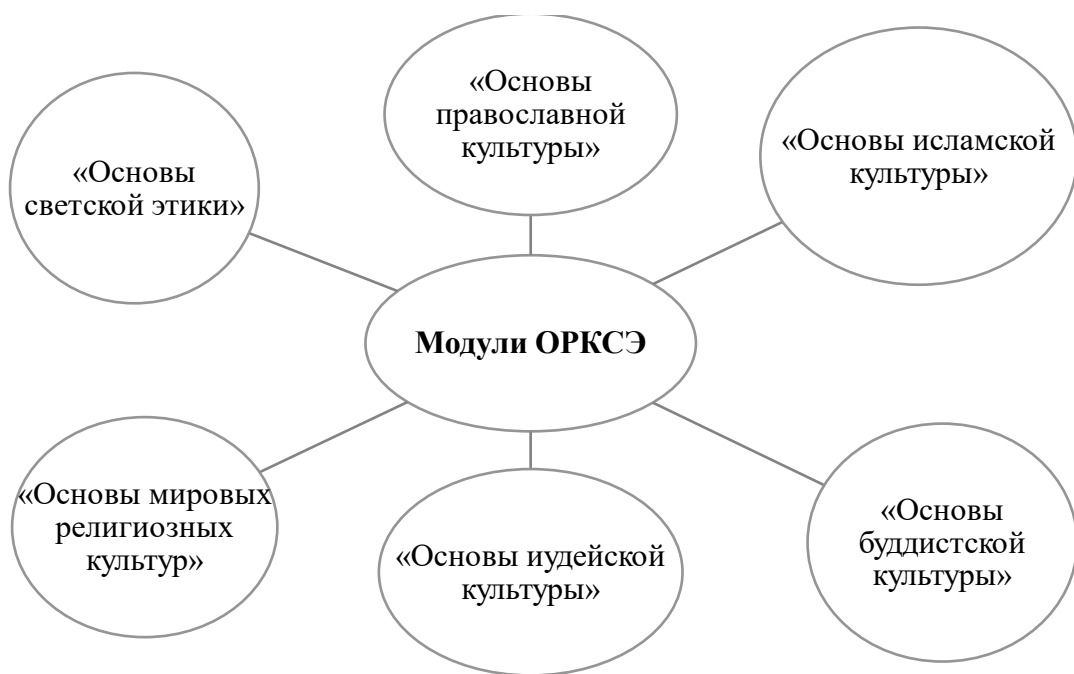 «Основы
православной
культуры»
«Основы исламской
культуры»
«Основы
светской этики»
Модули ОРКСЭ
«Основы мировых
религиозных
культур»
«Основы иудейской
культуры»
«Основы
буддистской
культуры»